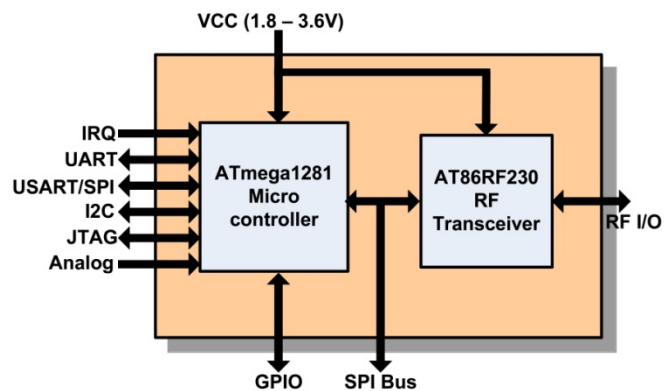 VCC (1.8 – 3.6V)
IRQ
UART
USART/SPI
I2C
JTAG
Analog
ATmega1281
Micro
controller
AT86RF230
RF
Transceiver
RF I/O
GPIO
SPI Bus